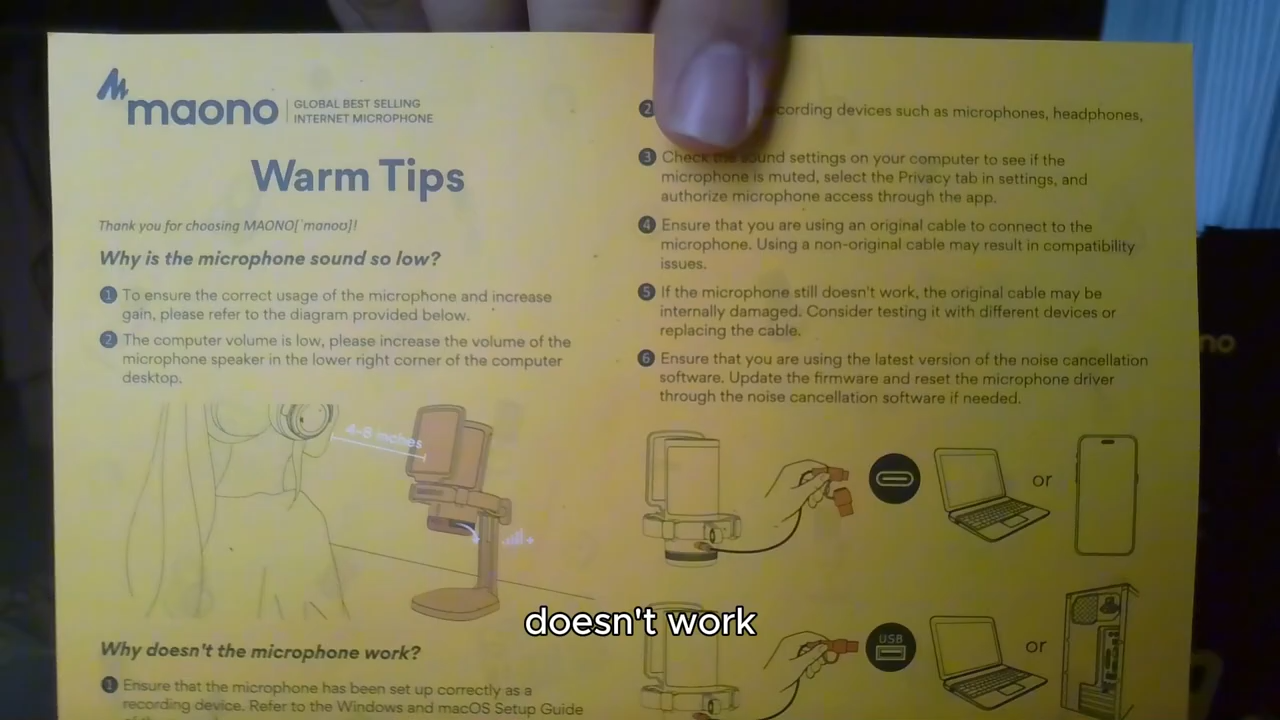 maono
GLOBAL BEST SELLING
INTERNET MICROPHONE
Warm Tips
Thank you for choosing MAONO['manoʊ]!
Why is the microphone sound so low?
1 To ensure the correct usage of the microphone and increase
gain, please refer to the diagram provided below.
2 The computer volume is low, please increase the volume of the
microphone speaker in the lower right corner of the computer
desktop.
4-8 inches
Why doesn't the microphone work?
1 Ensure that the microphone has been set up correctly as a
recording device. Refer to the Windows and macOS Setup Guide
2 cording devices such as microphones, headphones,
3 Check the sound settings on your computer to see if the
microphone is muted, select the Privacy tab in settings, and
authorize microphone access through the app.
4 Ensure that you are using an original cable to connect to the
microphone. Using a non-original cable may result in compatibility
issues.
5 If the microphone still doesn't work, the original cable may be
internally damaged. Consider testing it with different devices or
replacing the cable.
6 Ensure that you are using the latest version of the noise cancellation
software. Update the firmware and reset the microphone driver
through the noise cancellation software if needed.
or
USB
or
no
doesn't work